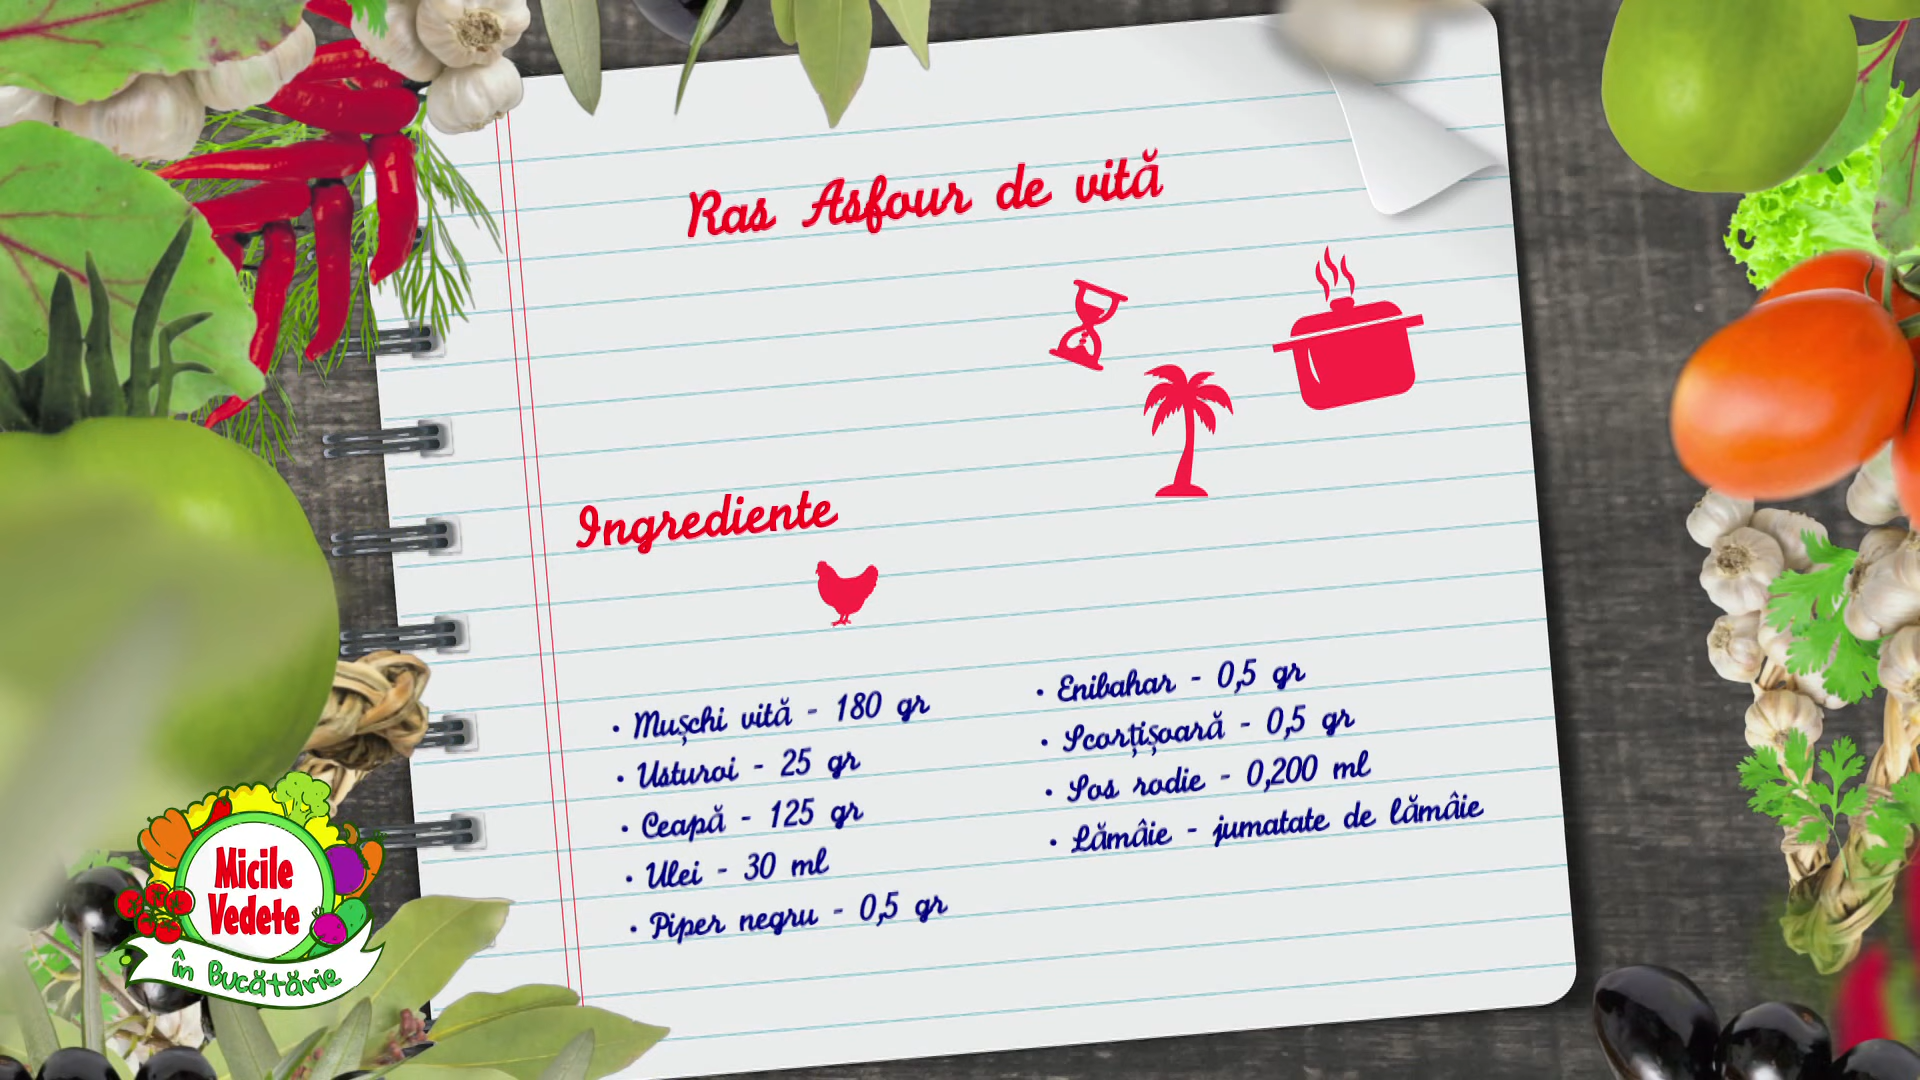 Ras Asfour de vită
Ingrediente
• Mușchi vită - 180 gr
• Usturoi - 25 gr
• Ceapă - 125 gr
• Ulei - 30 ml
• Piper negru - 0,5 gr
• Enibahar - 0,5 gr
• Scorțișoară - 0,5 gr
• Sos rodie - 0,200 ml
• Lămâie - jumatate de lămâie
Micile
Vedete
în Bucătărie